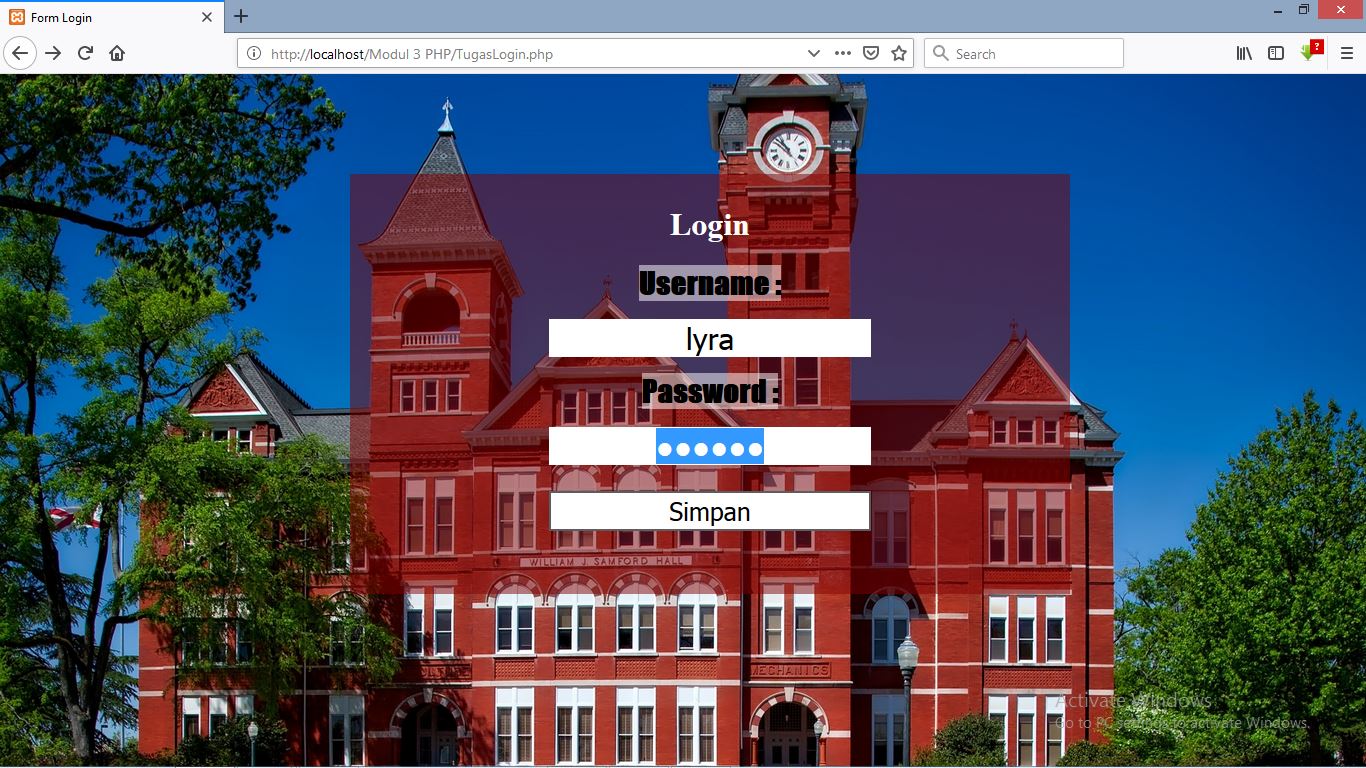 Form Login
http://localhost/Modul 3 PHP/TugasLogin.php
Search
?
Login
Username :
lyra
Password :
●●●●●●
Simpan
WILLIAM J. SAMFORD HALL
MECHANICS
Activate Windows
Go to PC settings to activate Windows.